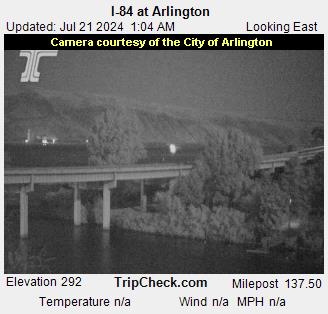 I-84 at Arlington
Updated: Jul 21 2024 1:04 AM Looking East
Camera courtesy of the City of Arlington
Elevation 292 TripCheck.com Milepost 137.50
Temperature n/a Wind n/a MPH n/a